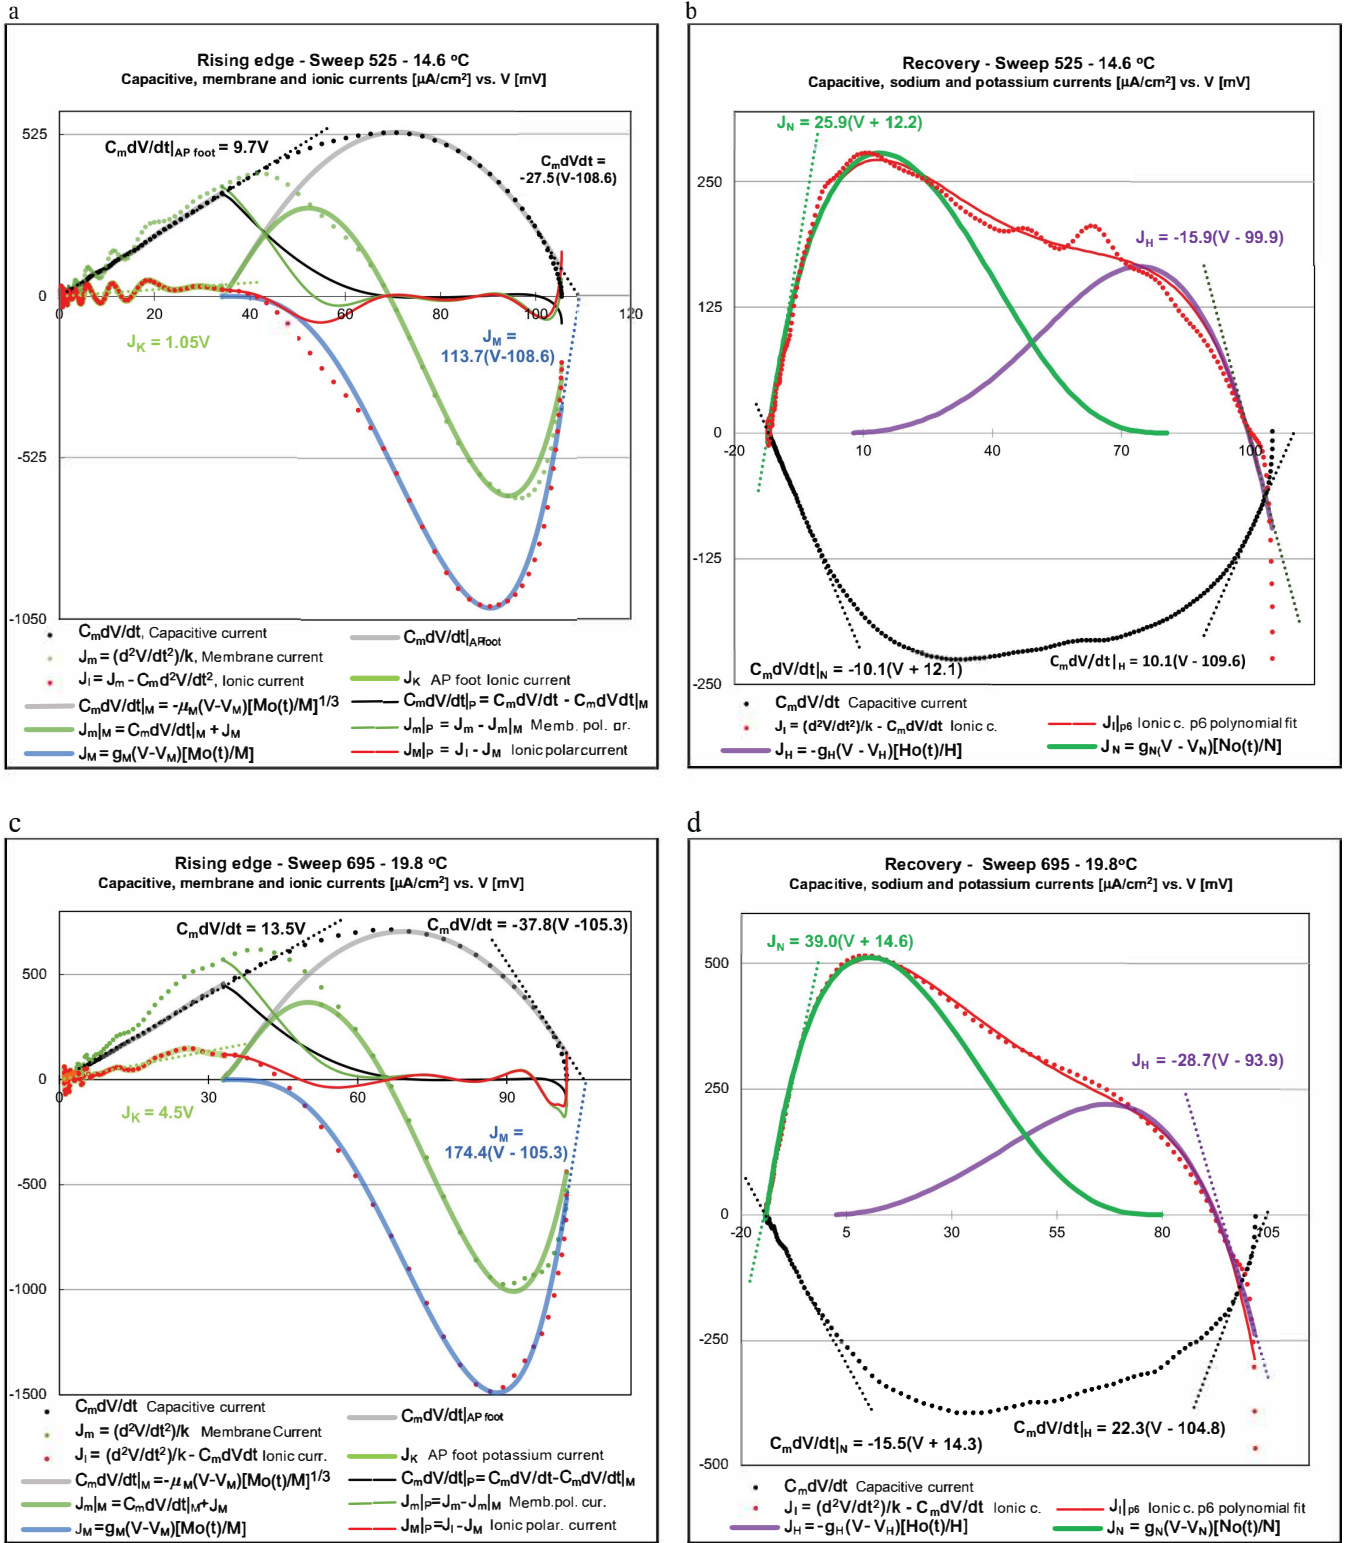 a
Rising edge - Sweep 525 - 14.6 ºC
Capacitive, membrane and ionic currents [µA/cm²] vs. V [mV]
525
0
-525
-1050
0
20
40
60
80
100
120
CmdV/dt|AP foot = 9.7V
CmdVdt =
-27.5(V-108.6)
JK = 1.05V
JM =
113.7(V-108.6)
CmdV/dt, Capacitive current
Jm = (d²V/dt²)/k, Membrane current
JI = Jm - Cmd²V/dt², Ionic current
CmdV/dt|M = -µM(V-VM)[Mo(t)/M]1/3
Jm|M = CmdV/dt|M + JM
JM = gM(V-VM)[Mo(t)/M]
CmdV/dt|APfoot
JK AP foot Ionic current
CmdV/dt|P = CmdV/dt - CmdVdt|M
Jm|P = Jm - Jm|M Memb. pol. cr.
JM|P = JI - JM Ionic polar current
b
Recovery - Sweep 525 - 14.6 ºC
Capacitive, sodium and potassium currents [µA/cm²] vs. V [mV]
JN = 25.9(V + 12.2)
250
125
0
-125
-250
-20
10
40
70
100
JH = -15.9(V - 99.9)
CmdV/dt|N = -10.1(V + 12.1)
CmdV/dt|H = 10.1(V - 109.6)
CmdV/dt Capacitive current
JI = (d²V/dt²)/k - CmdV/dt Ionic c.
JI|p6 Ionic c. p6 polynomial fit
JH = -gH(V - VH)[Ho(t)/H]
JN = gN(V - VN)[No(t)/N]
c
Rising edge - Sweep 695 - 19.8 ºC
Capacitive, membrane and ionic currents [µA/cm²] vs. V [mV]
CmdV/dt = 13.5V
CmdV/dt = -37.8(V -105.3)
500
0
-500
-1000
-1500
0
30
60
90
JK = 4.5V
JM =
174.4(V - 105.3)
CmdV/dt Capacitive current
Jm = (d²V/dt²)/k Membrane Current
JI = (d²V/dt²)/k - CmdVdt Ionic curr.
CmdV/dt|M =-µM(V-VM)[Mo(t)/M]1/3
Jm|M = CmdV/dt|M+JM
JM=gM(V-VM)[Mo(t)/M]
CmdV/dt|AP foot
JK AP foot potassium current
CmdV/dt|P=CmdV/dt-CmdV/dt|M
Jm|P=Jm-Jm|M Memb.pol. cur.
JM|P=JI-JM Ionic polar. current
d
Recovery - Sweep 695 - 19.8ºC
Capacitive, sodium and potassium currents [µA/cm²] vs. V [mV]
JN = 39.0(V + 14.6)
500
250
0
-250
-500
-20
5
30
55
80
105
JH = -28.7(V - 93.9)
CmdV/dt|N = -15.5(V + 14.3)
CmdV/dt|H = 22.3(V - 104.8)
CmdV/dt Capacitive current
JI = (d²V/dt²)/k - CmdV/dt Ionic c.
JI|p6 Ionic c. p6 polynomial fit
JH = -gH(V - VH)[Ho(t)/H]
JN = gN(V-VN)[No(t)/N]